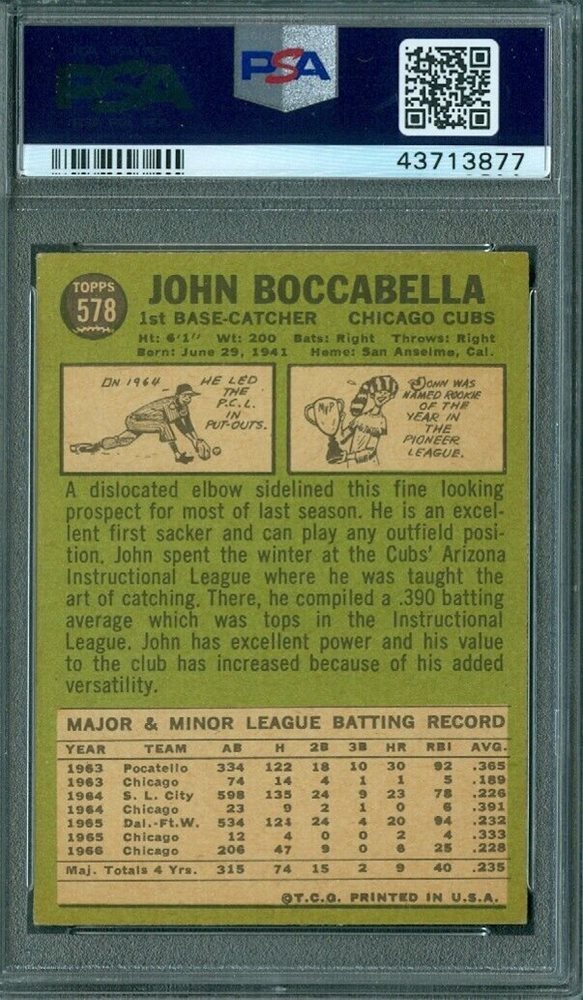 PSA
PSA
43713877
TOPPS
578
JOHN BOCCABELLA
1st BASE-CATCHER CHICAGO CUBS
Ht: 6'1" Wt: 200 Bats: Right Throws: Right
Born: June 29, 1941 Home: San Anselmo, Cal.
IN 1964 HE LED
THE
P.C.L.
IN
PUT-OUTS.
MVP
JOHN WAS
NAMED ROOKIE
OF THE
YEAR IN
THE
PIONEER
LEAGUE.
A dislocated elbow sidelined this fine looking
prospect for most of last season. He is an excel-
lent first sacker and can play any outfield posi-
tion. John spent the winter at the Cubs' Arizona
Instructional League where he was taught the
art of catching. There, he compiled a .390 batting
average which was tops in the Instructional
League. John has excellent power and his value
to the club has increased because of his added
versatility.
MAJOR & MINOR LEAGUE BATTING RECORD
YEAR TEAM AB H 2B 3B HR RBI AVG.
1963 Pocatello 334 122 18 10 30 92 .365
1963 Chicago 74 14 4 1 1 5 .189
1964 S. L. City 598 135 24 9 23 78 .226
1964 Chicago 23 9 2 1 0 6 .391
1965 Dal.-Ft.W. 534 124 24 4 20 94 .232
1965 Chicago 12 4 0 0 2 4 .333
1966 Chicago 206 47 9 0 6 25 .228
Maj. Totals 4 Yrs. 315 74 15 2 9 40 .235
©T.C.G. PRINTED IN U.S.A.